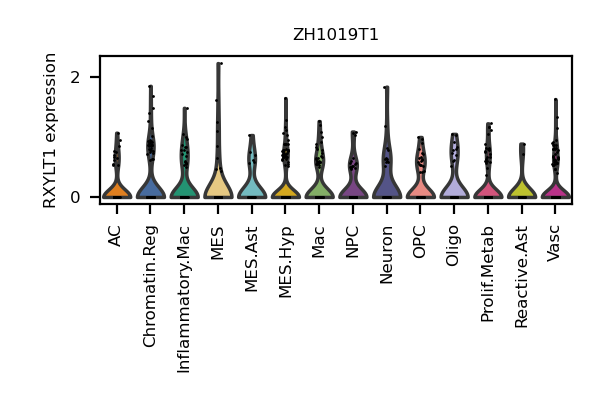 ZH1019T1
RXYLT1 expression
2
0
AC
Chromatin.Reg
Inflammatory.Mac
MES
MES.Ast
MES.Hyp
Mac
NPC
Neuron
OPC
Oligo
Prolif.Metab
Reactive.Ast
Vasc